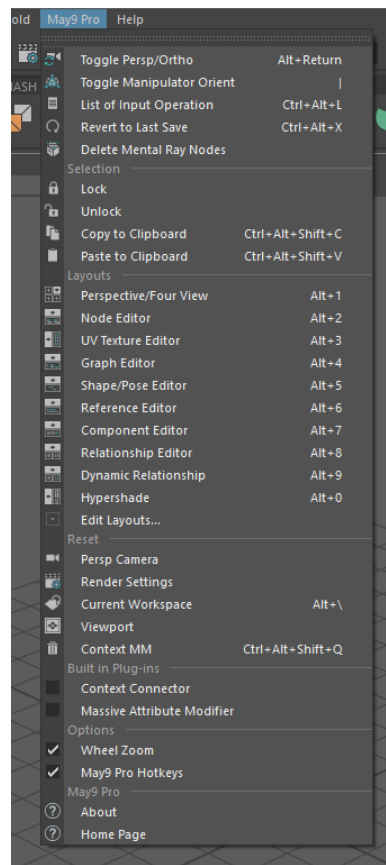 old May9 Pro Help
MASH
Toggle Persp/Ortho Alt+Return
Toggle Manipulator Orient |
List of Input Operation Ctrl+Alt+L
Revert to Last Save Ctrl+Alt+X
Delete Mental Ray Nodes
Selection
Lock
Unlock
Copy to Clipboard Ctrl+Alt+Shift+C
Paste to Clipboard Ctrl+Alt+Shift+V
Layouts
Perspective/Four View Alt+1
Node Editor Alt+2
UV Texture Editor Alt+3
Graph Editor Alt+4
Shape/Pose Editor Alt+5
Reference Editor Alt+6
Component Editor Alt+7
Relationship Editor Alt+8
Dynamic Relationship Alt+9
Hypershade Alt+0
Edit Layouts...
Reset
Persp Camera
Render Settings
Current Workspace Alt+\
Viewport
Context MM Ctrl+Alt+Shift+Q
Built in Plug-ins
Context Connector
Massive Attribute Modifier
Options
Wheel Zoom
May9 Pro Hotkeys
May9 Pro
About
Home Page